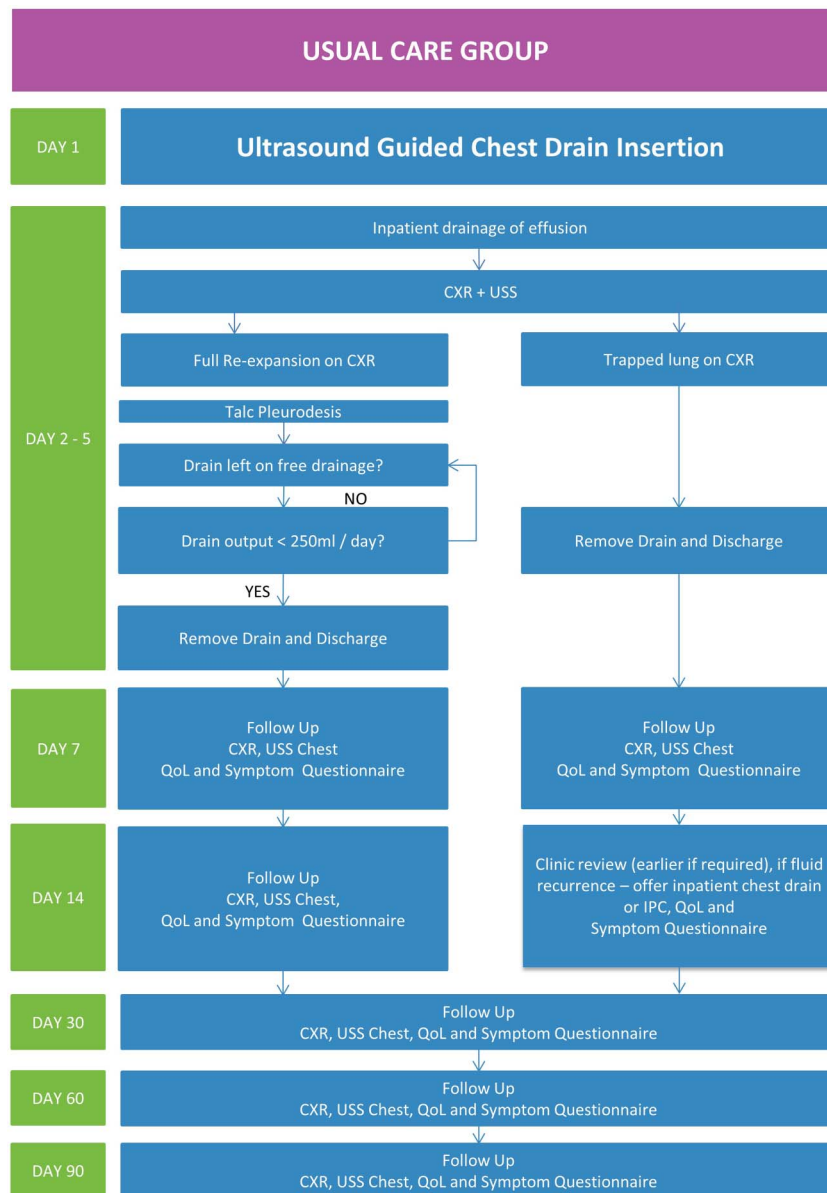 USUAL CARE GROUP
DAY 1
Ultrasound Guided Chest Drain Insertion
DAY 2 - 5
Inpatient drainage of effusion
CXR + USS
Full Re-expansion on CXR
Trapped lung on CXR
Talc Pleurodesis
Drain left on free drainage?
NO
Drain output < 250ml / day?
YES
Remove Drain and Discharge
Remove Drain and Discharge
DAY 7
Follow Up
CXR, USS Chest
QoL and Symptom Questionnaire
Follow Up
CXR, USS Chest
QoL and Symptom Questionnaire
DAY 14
Follow Up
CXR, USS Chest,
QoL and Symptom Questionnaire
Clinic review (earlier if required), if fluid
recurrence – offer inpatient chest drain
or IPC, QoL and
Symptom Questionnaire
DAY 30
Follow Up
CXR, USS Chest, QoL and Symptom Questionnaire
DAY 60
Follow Up
CXR, USS Chest, QoL and Symptom Questionnaire
DAY 90
Follow Up
CXR, USS Chest, QoL and Symptom Questionnaire